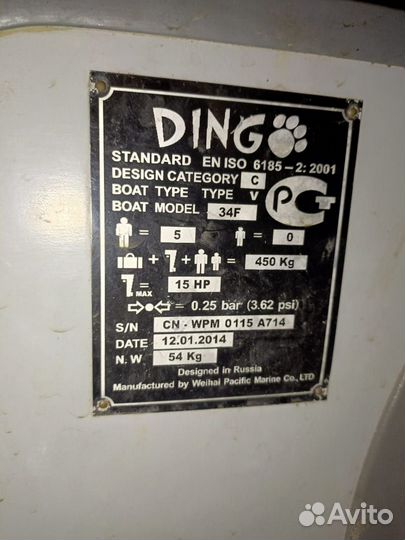 DINGO
STANDARD EN ISO 6185-2: 2001
DESIGN CATEGORY C
BOAT TYPE TYPE V
BOAT MODEL 34F
РСТ
= 5 = 0
+ + = 450 Kg
MAX = 15 HP
= 0.25 bar (3.62 psi)
S/N CN - WPM 0115 A714
DATE 12.01.2014
N. W 54 Kg
Designed in Russia
Manufactured by Weihai Pacific Marine Co., LTD
Avito